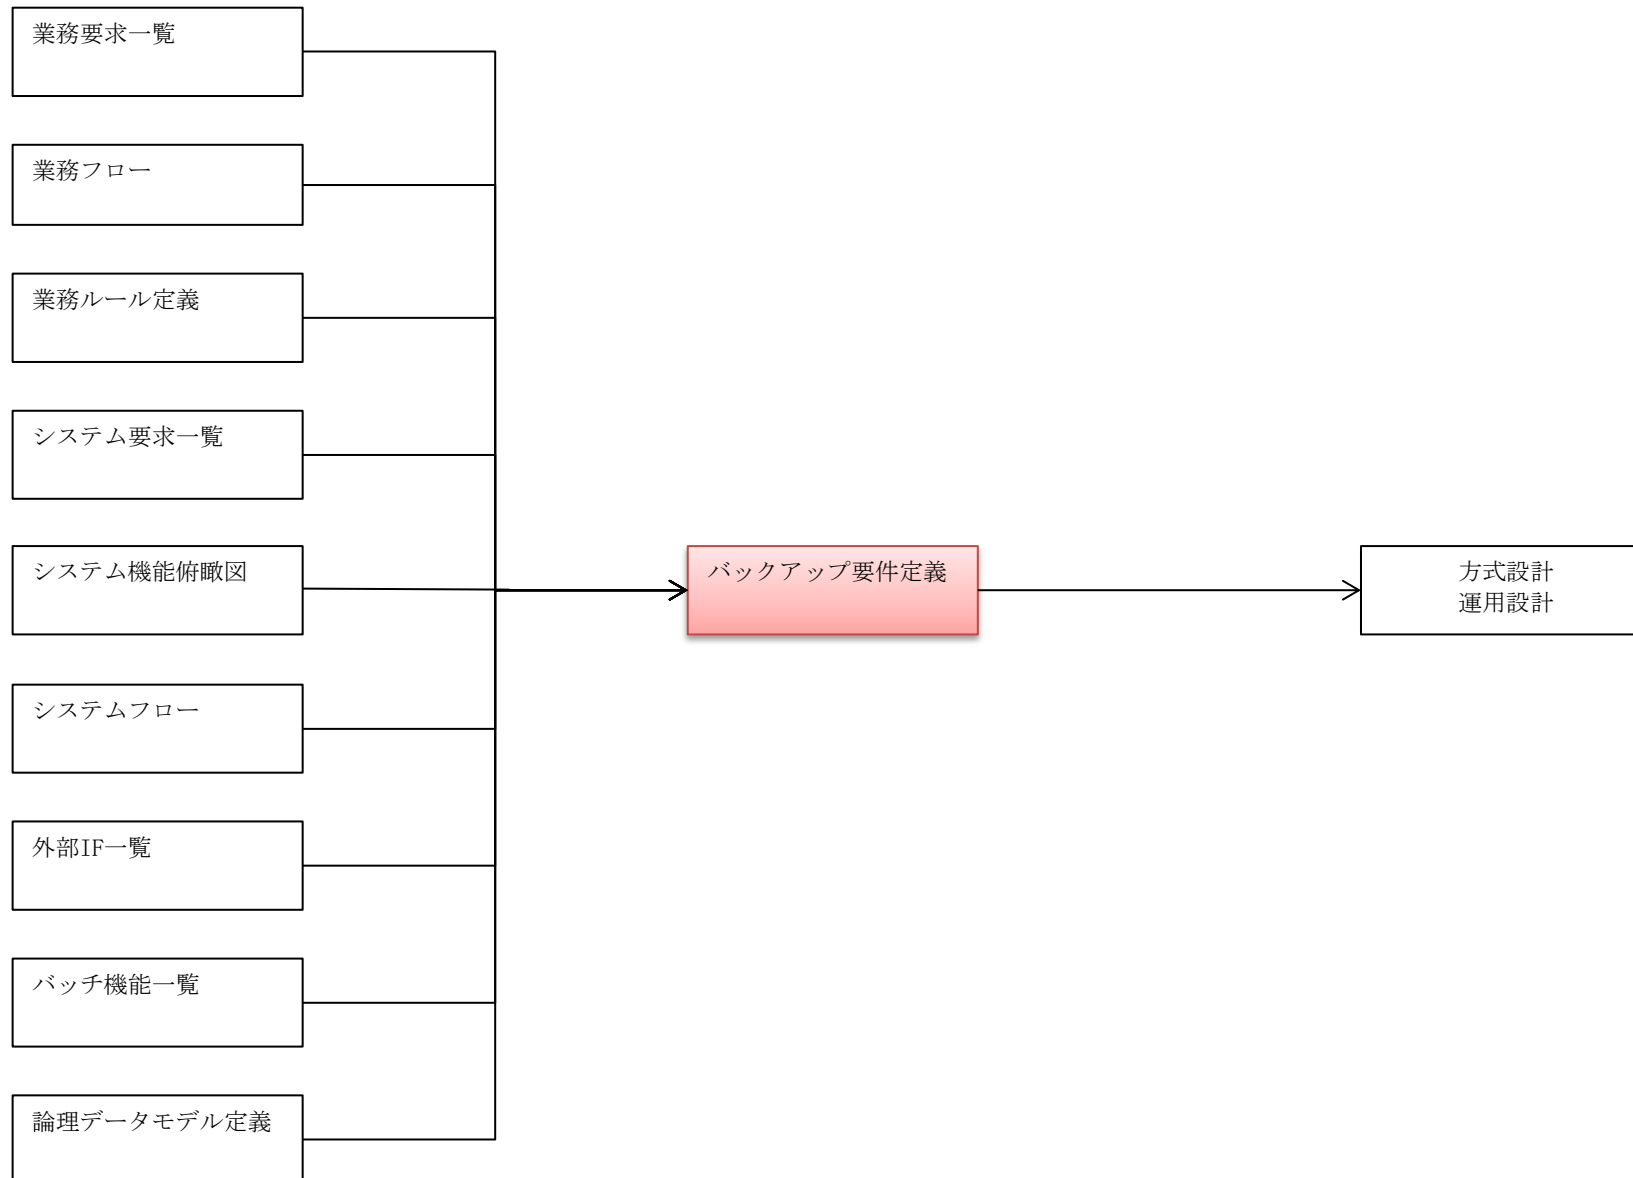 業務要求一覧
業務フロー
業務ルール定義
システム要求一覧
システム機能俯瞰図
バックアップ要件定義
方式設計
運用設計
システムフロー
外部IF一覧
バッチ機能一覧
論理データモデル定義